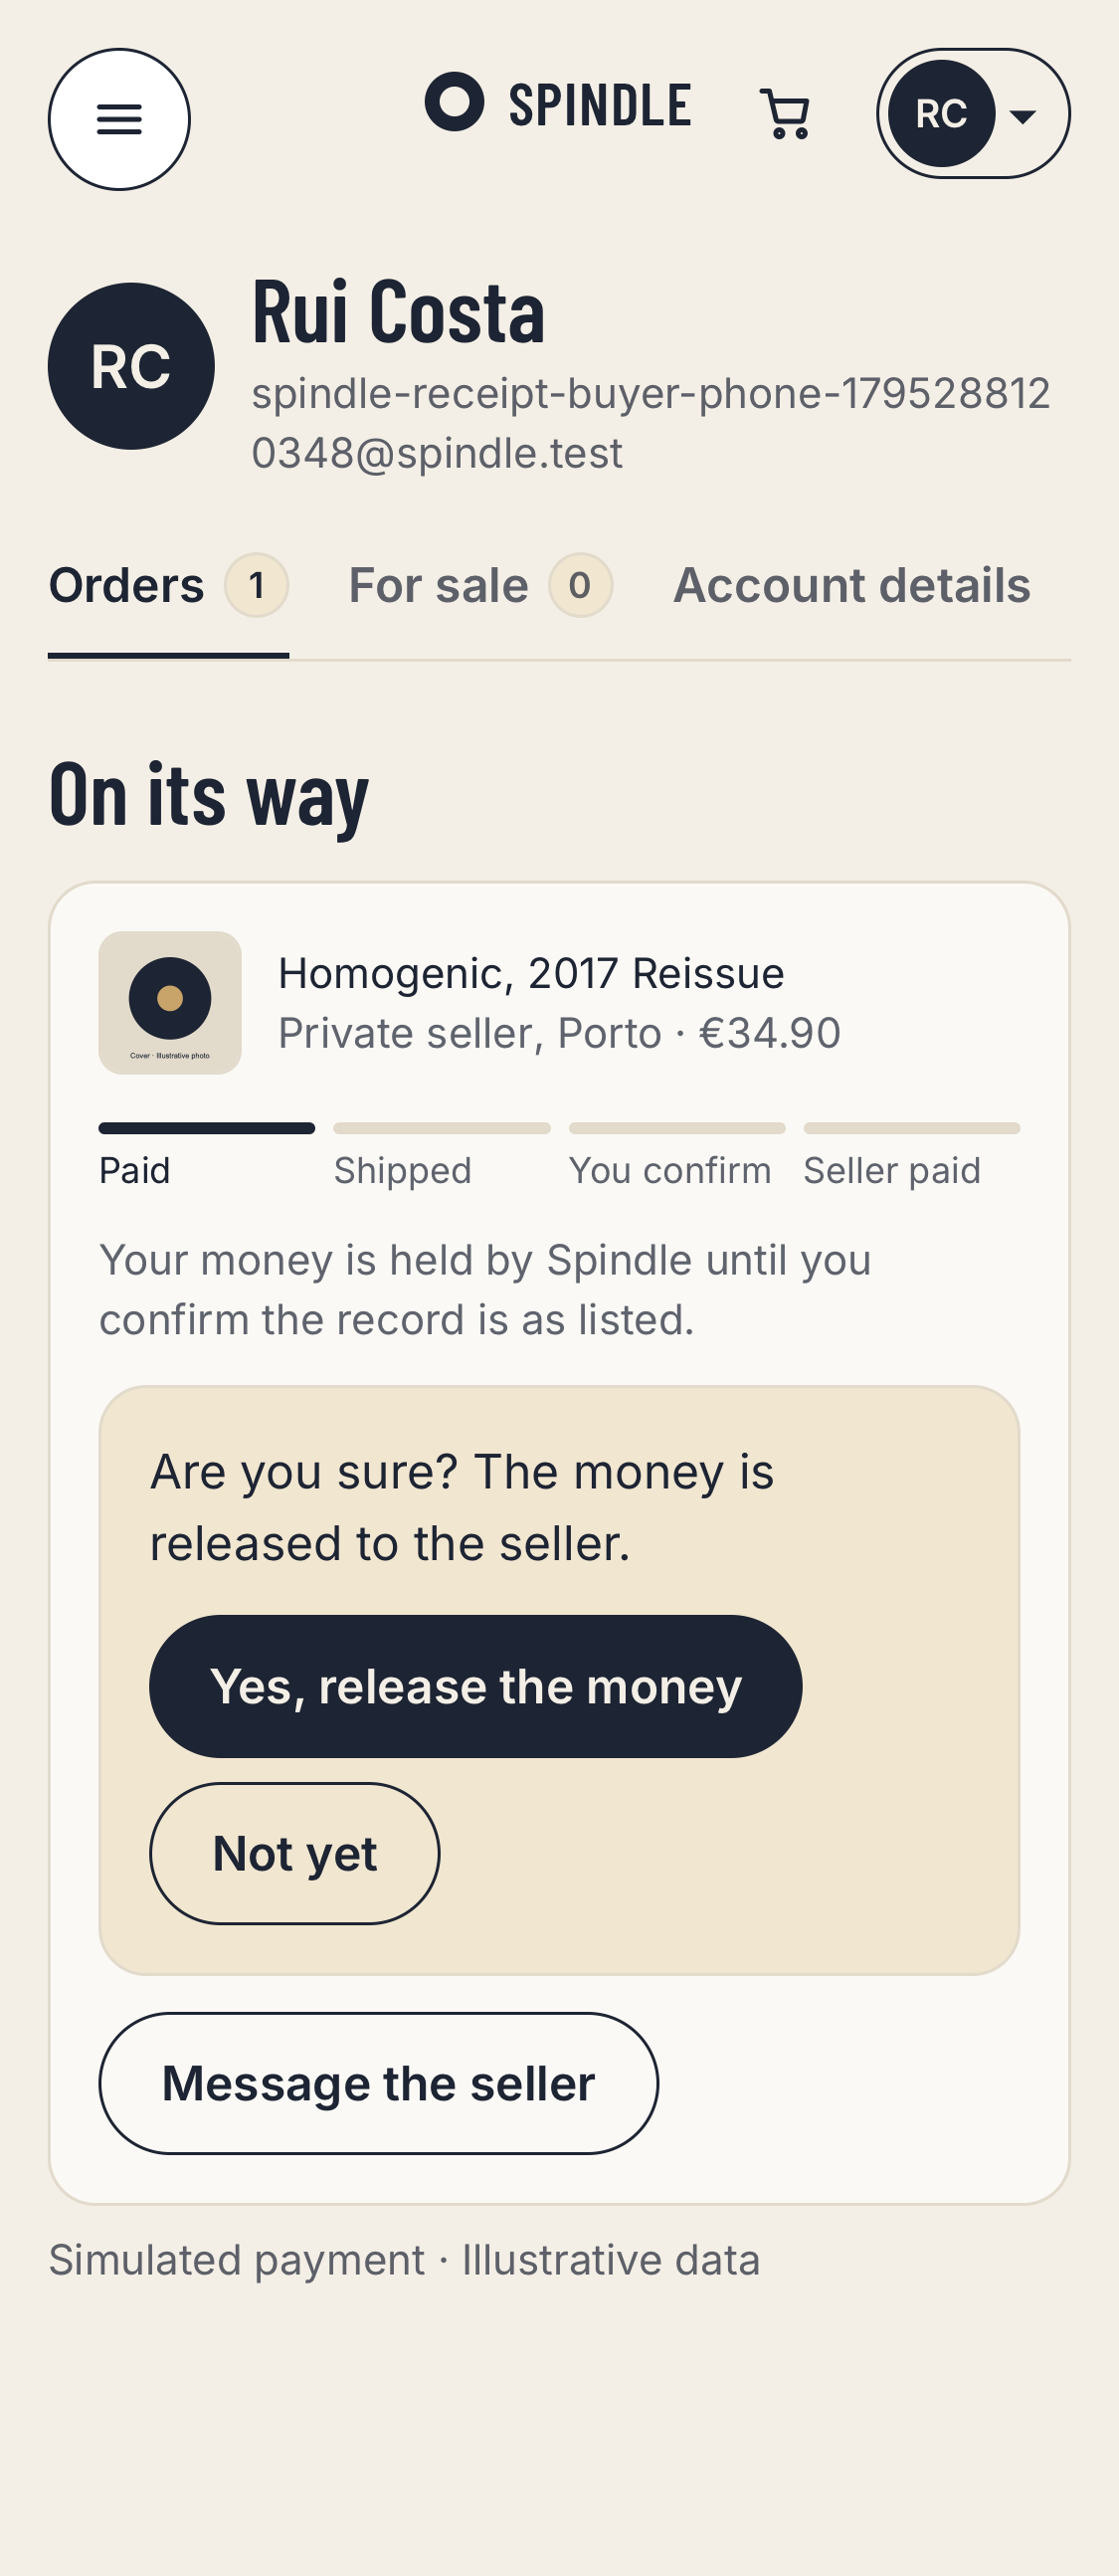 SPINDLE
RC
RC
Rui Costa
spindle-receipt-buyer-phone-179528812
0348@spindle.test
Orders 1 For sale 0 Account details
On its way
Cover · Illustrative photo
Homogenic, 2017 Reissue
Private seller, Porto · €34.90
Paid Shipped You confirm Seller paid
Your money is held by Spindle until you
confirm the record is as listed.
Are you sure? The money is
released to the seller.
Yes, release the money
Not yet
Message the seller
Simulated payment · Illustrative data